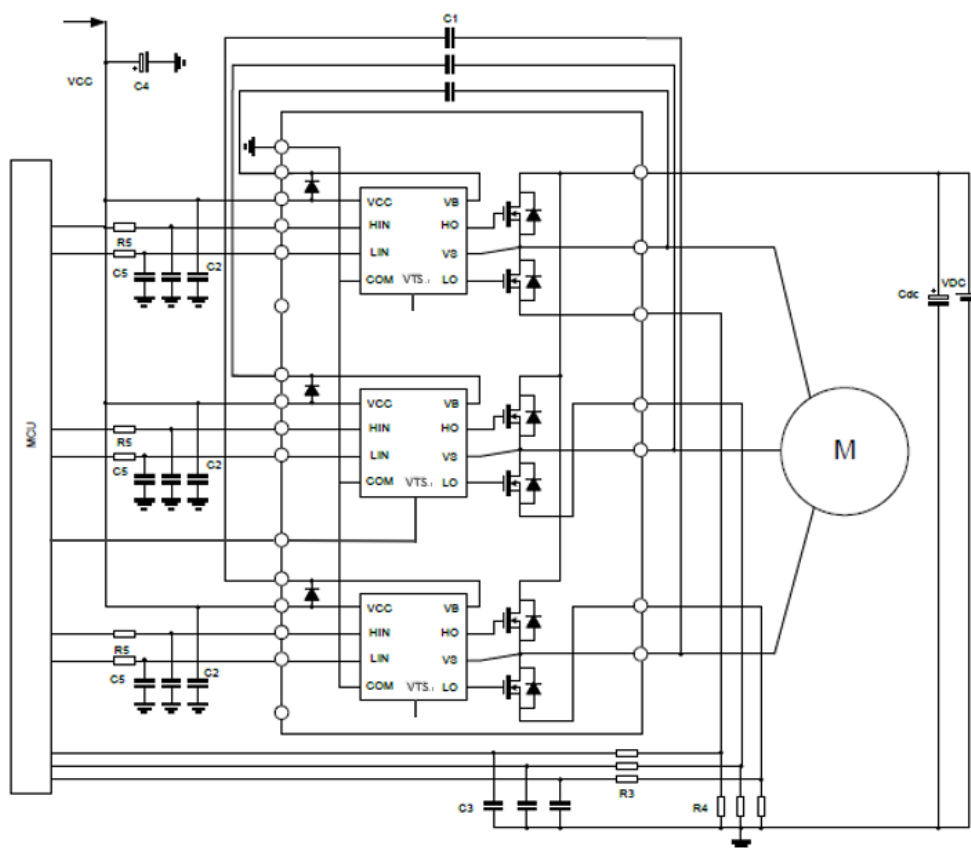 C1
VCC
C4
VCC VB
HIN HO
LIN VS
COM VTS. LO
R5
C5 C2
Cdc
VDC
MCU
VCC VB
HIN HO
LIN VS
COM VTS. LO
R5
C5 C2
M
VCC VB
HIN HO
LIN VS
COM VTS. LO
R5
C5 C2
R3
C3
R4